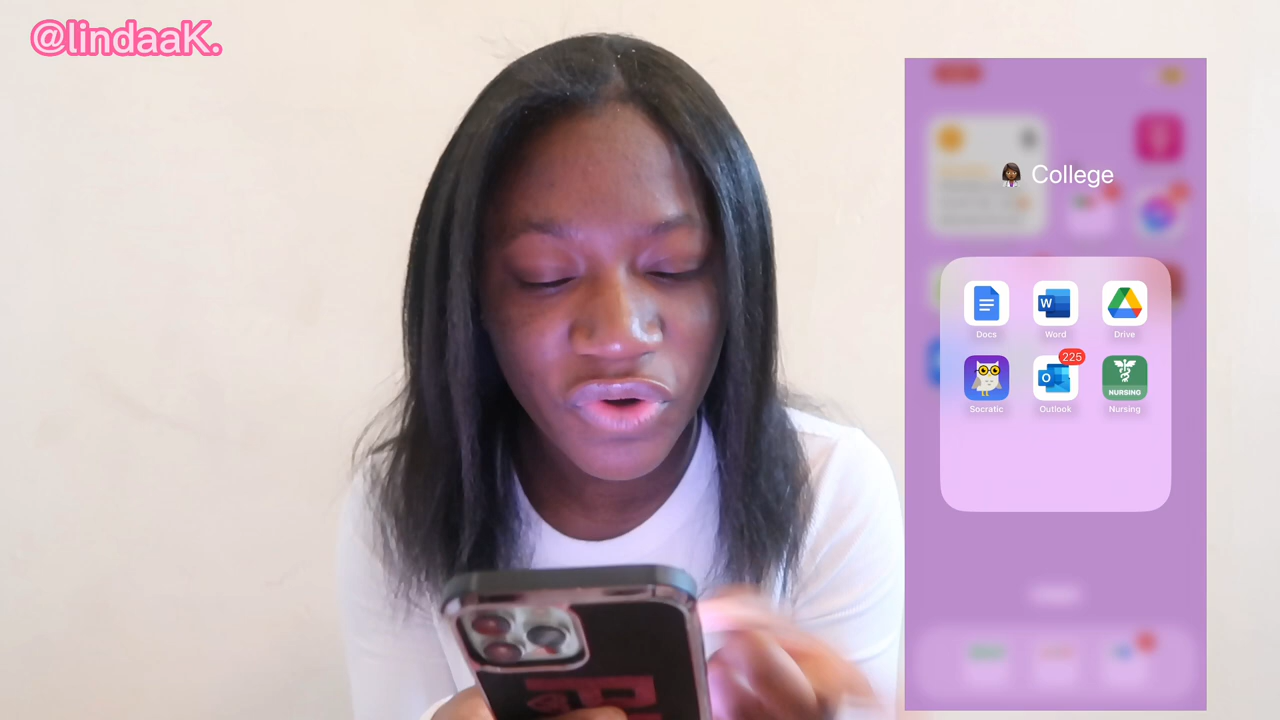 @lindaaK.
College
W
Docs
Word
Drive
225
O
NURSING
Socratic
Outlook
Nursing